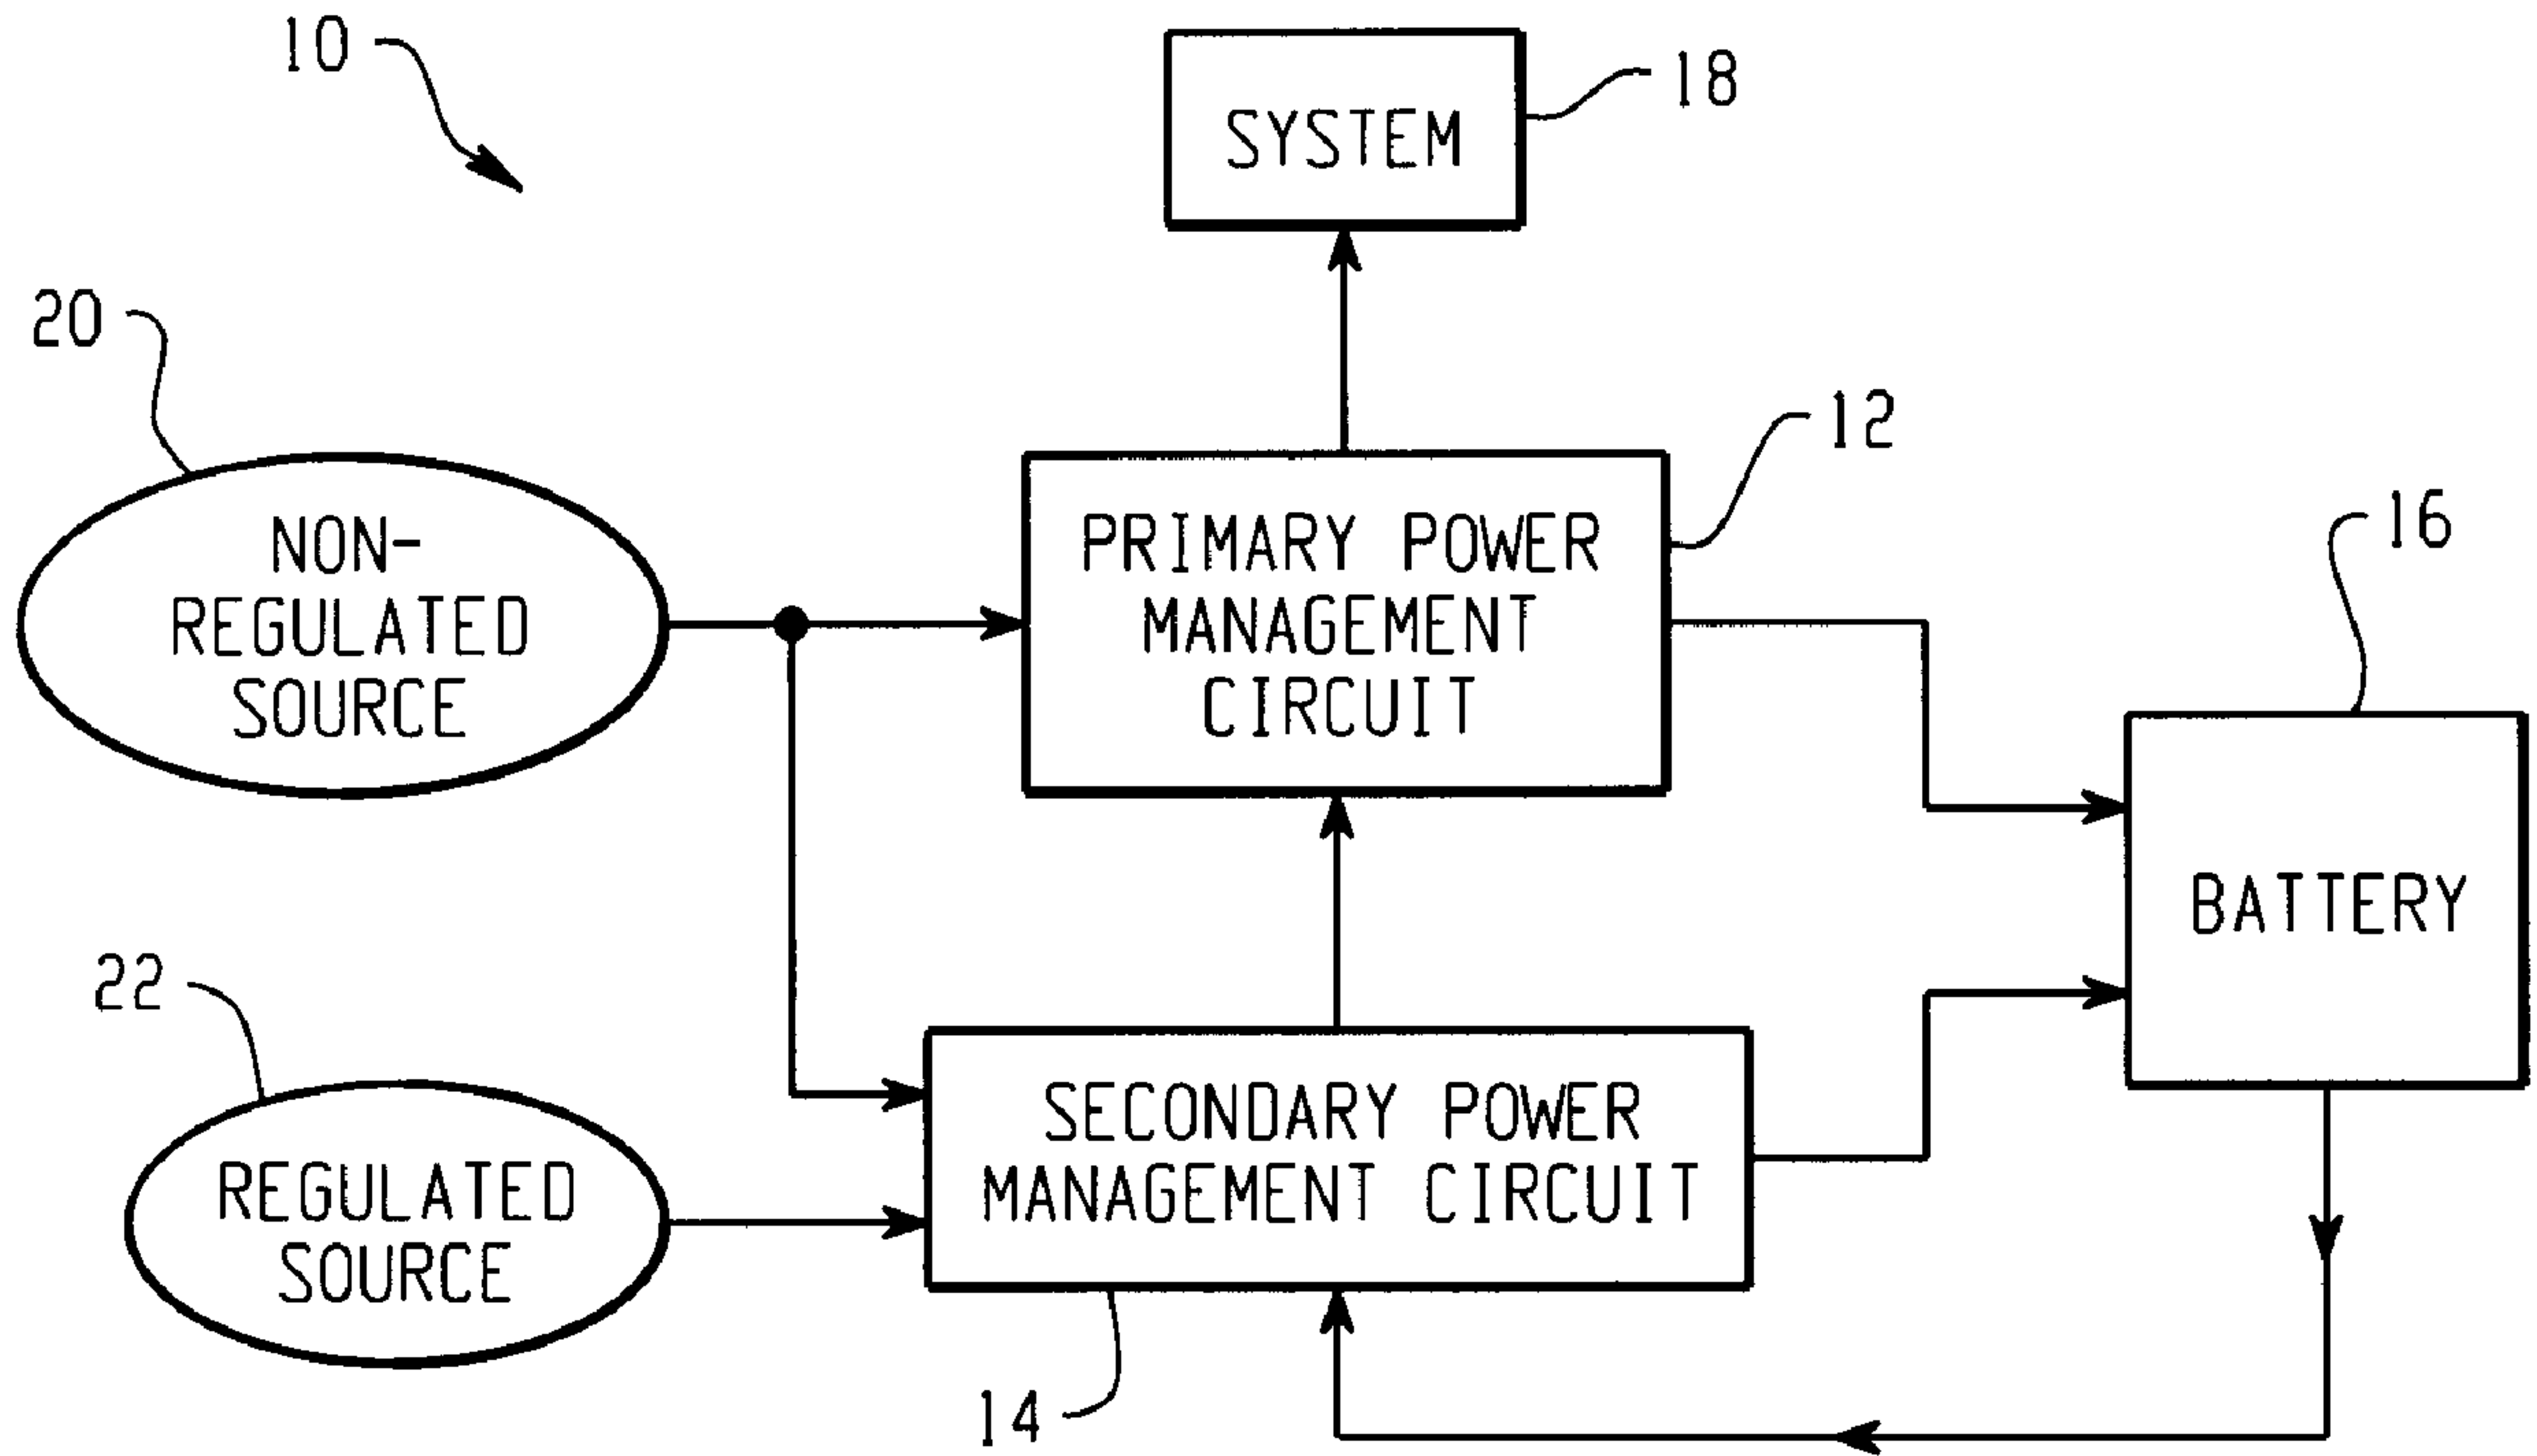 10
SYSTEM
18
20
NON-
REGULATED
SOURCE
PRIMARY POWER
MANAGEMENT
CIRCUIT
12
16
BATTERY
22
REGULATED
SOURCE
SECONDARY POWER
MANAGEMENT CIRCUIT
14